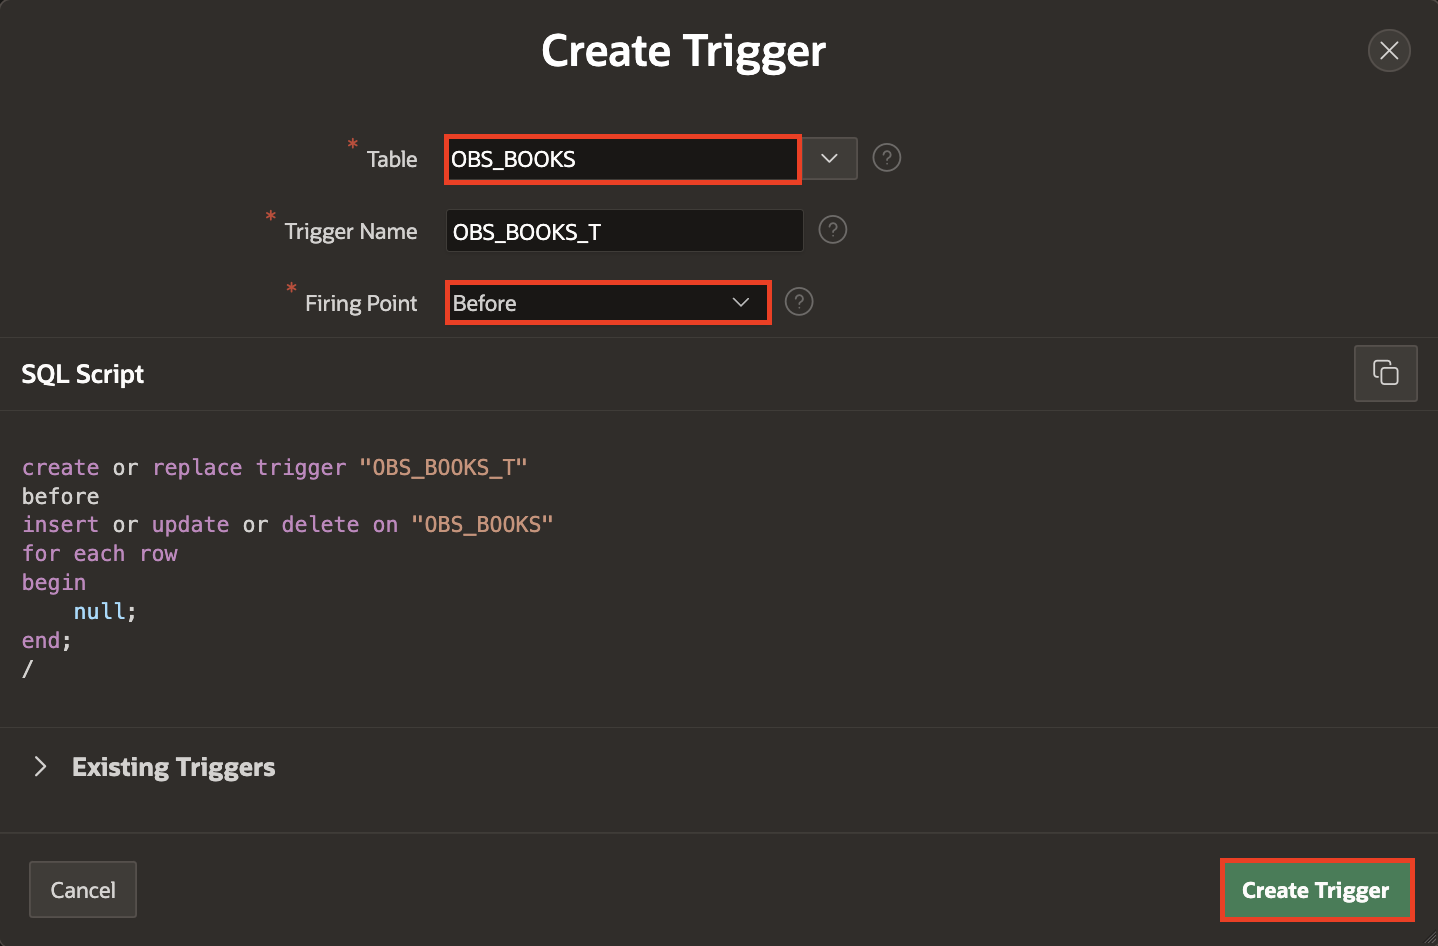 Create Trigger
* Table OBS_BOOKS ?
* Trigger Name OBS_BOOKS_T ?
* Firing Point Before ?
SQL Script
create or replace trigger "OBS_BOOKS_T"
before
insert or update or delete on "OBS_BOOKS"
for each row
begin
    null;
end;
/
Existing Triggers
Cancel Create Trigger